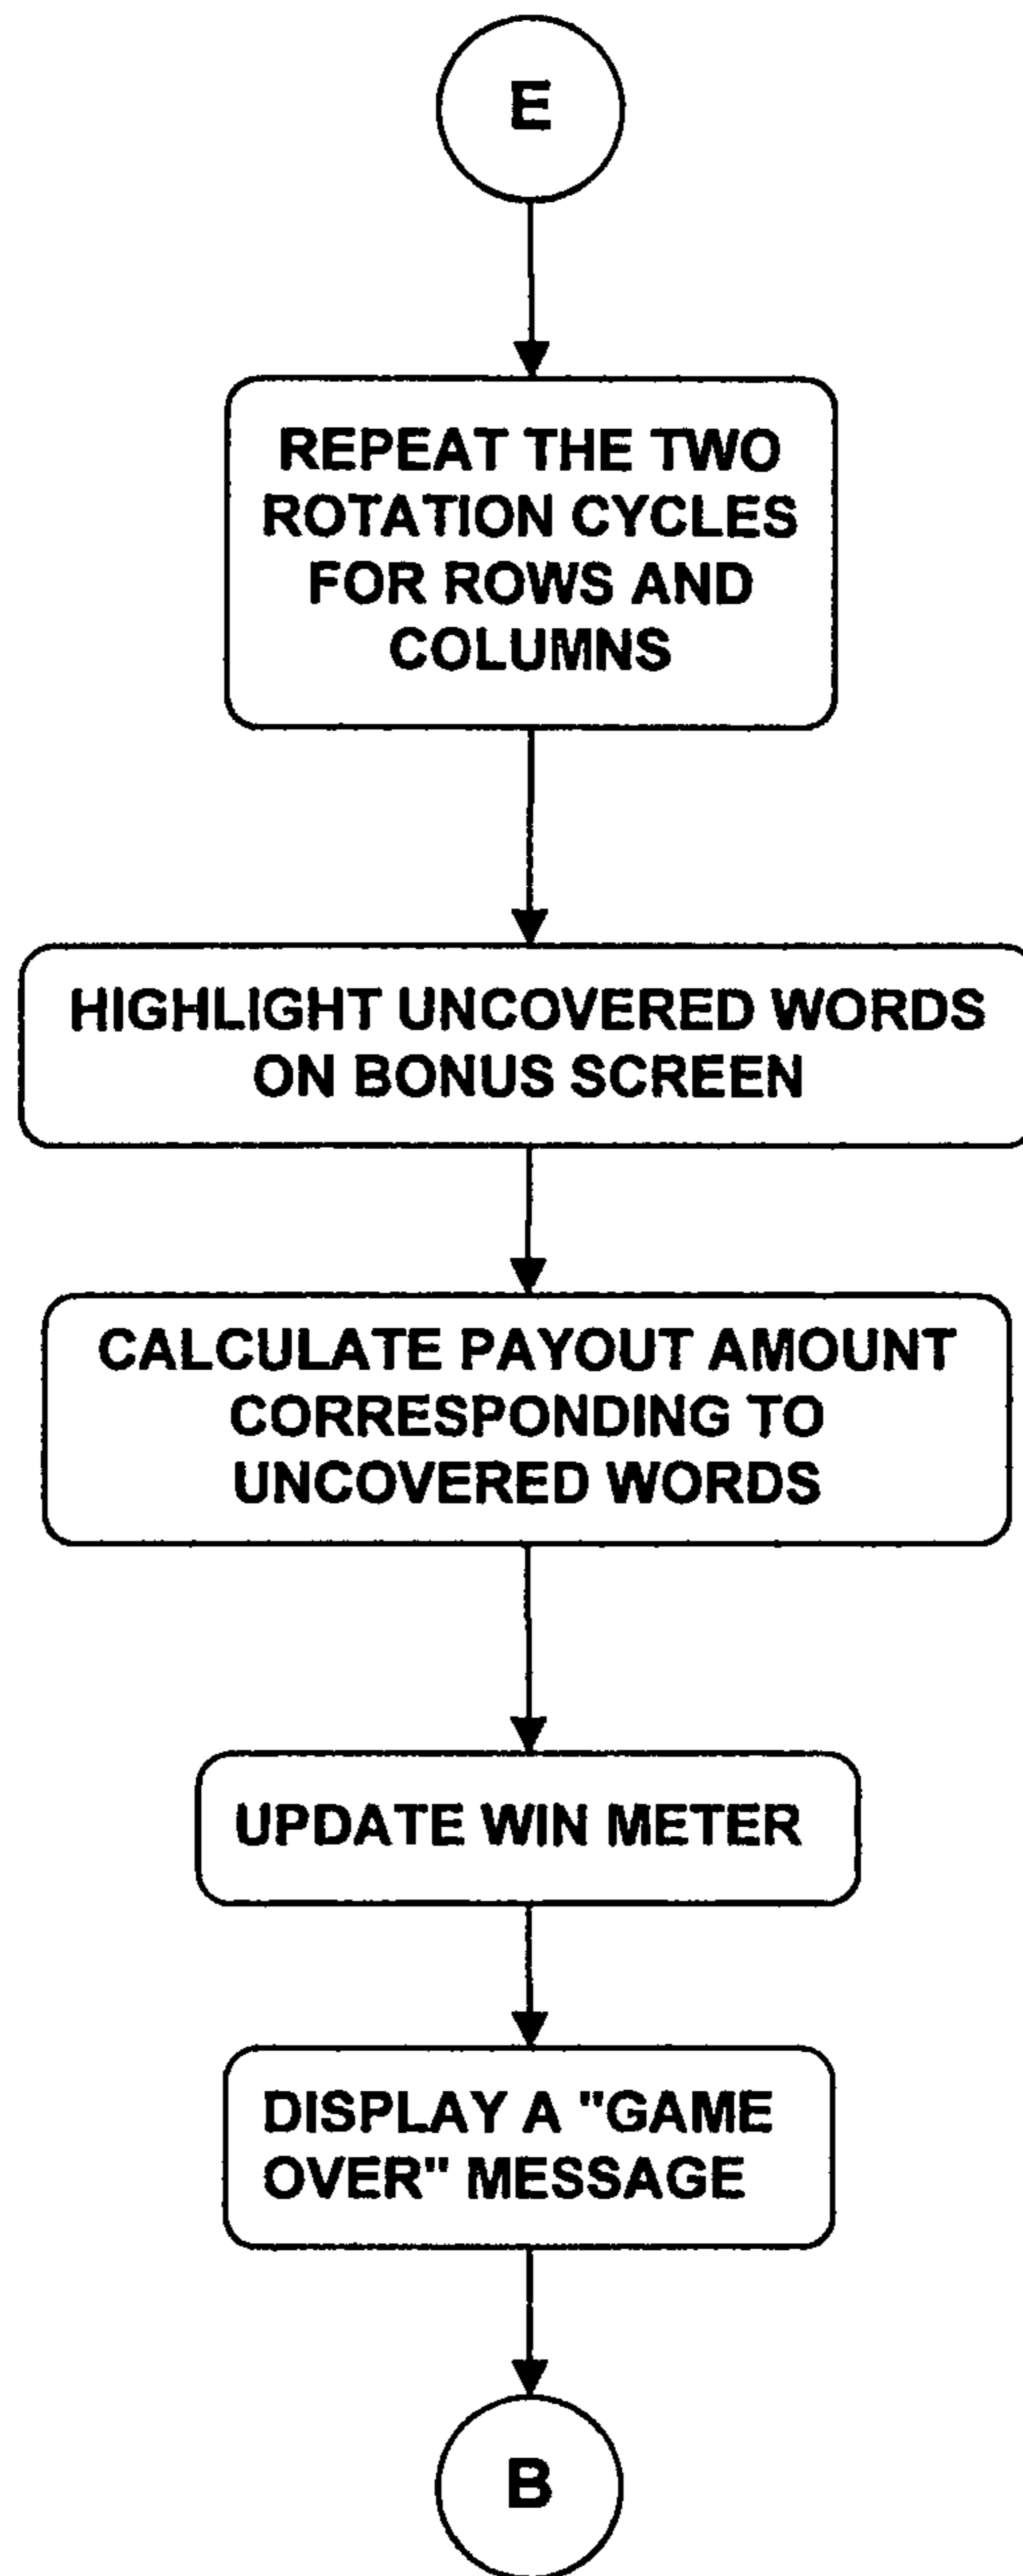 E
REPEAT THE TWO
ROTATION CYCLES
FOR ROWS AND
COLUMNS
HIGHLIGHT UNCOVERED WORDS
ON BONUS SCREEN
CALCULATE PAYOUT AMOUNT
CORRESPONDING TO
UNCOVERED WORDS
UPDATE WIN METER
DISPLAY A "GAME
OVER" MESSAGE
B